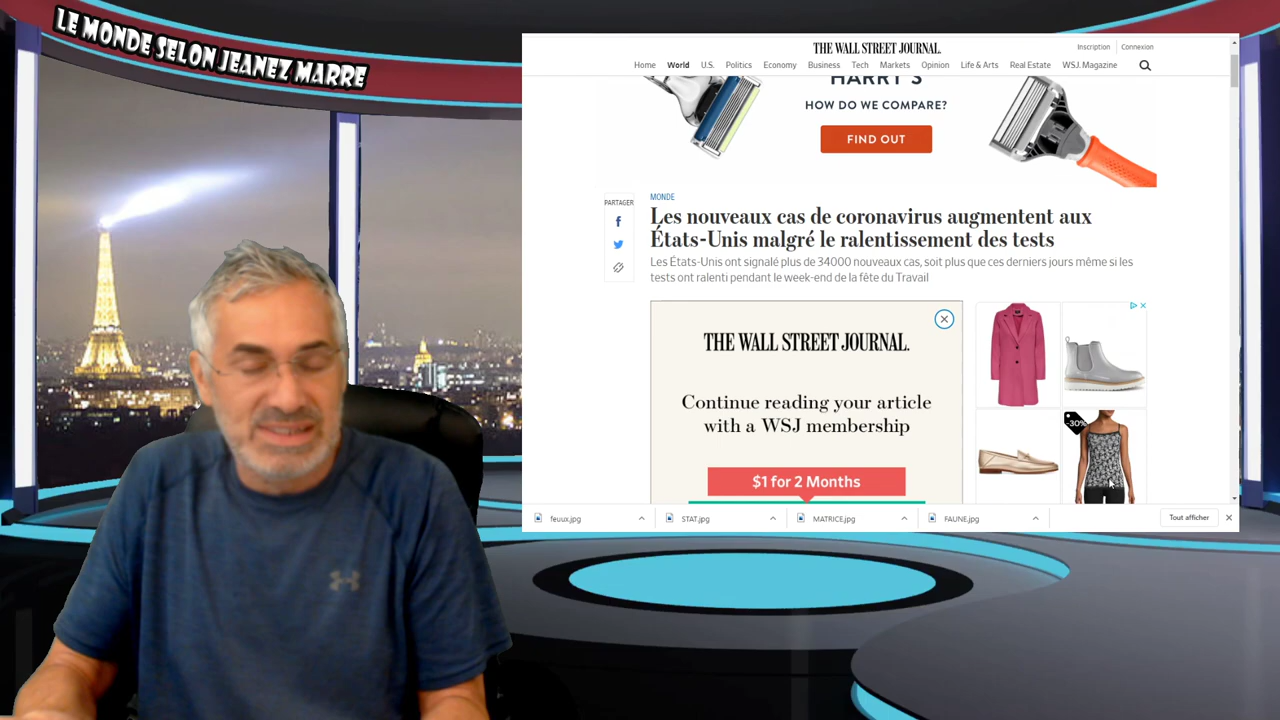 LE MONDE SELON JEANEZ MARRE
THE WALL STREET JOURNAL.
Inscription
Connexion
Home World U.S. Politics Economy Business Tech Markets Opinion Life & Arts Real Estate WSJ. Magazine
HARRY'S
HOW DO WE COMPARE?
FIND OUT
MONDE
PARTAGER
Les nouveaux cas de coronavirus augmentent aux
États-Unis malgré le ralentissement des tests
Les États-Unis ont signalé plus de 34000 nouveaux cas, soit plus que ces derniers jours même si les
tests ont ralenti pendant le week-end de la fête du Travail
THE WALL STREET JOURNAL.
Continue reading your article
with a WSJ membership
$1 for 2 Months
-30%
feuux.jpg
STAT.jpg
MATRICE.jpg
FAUNE.jpg
Tout afficher